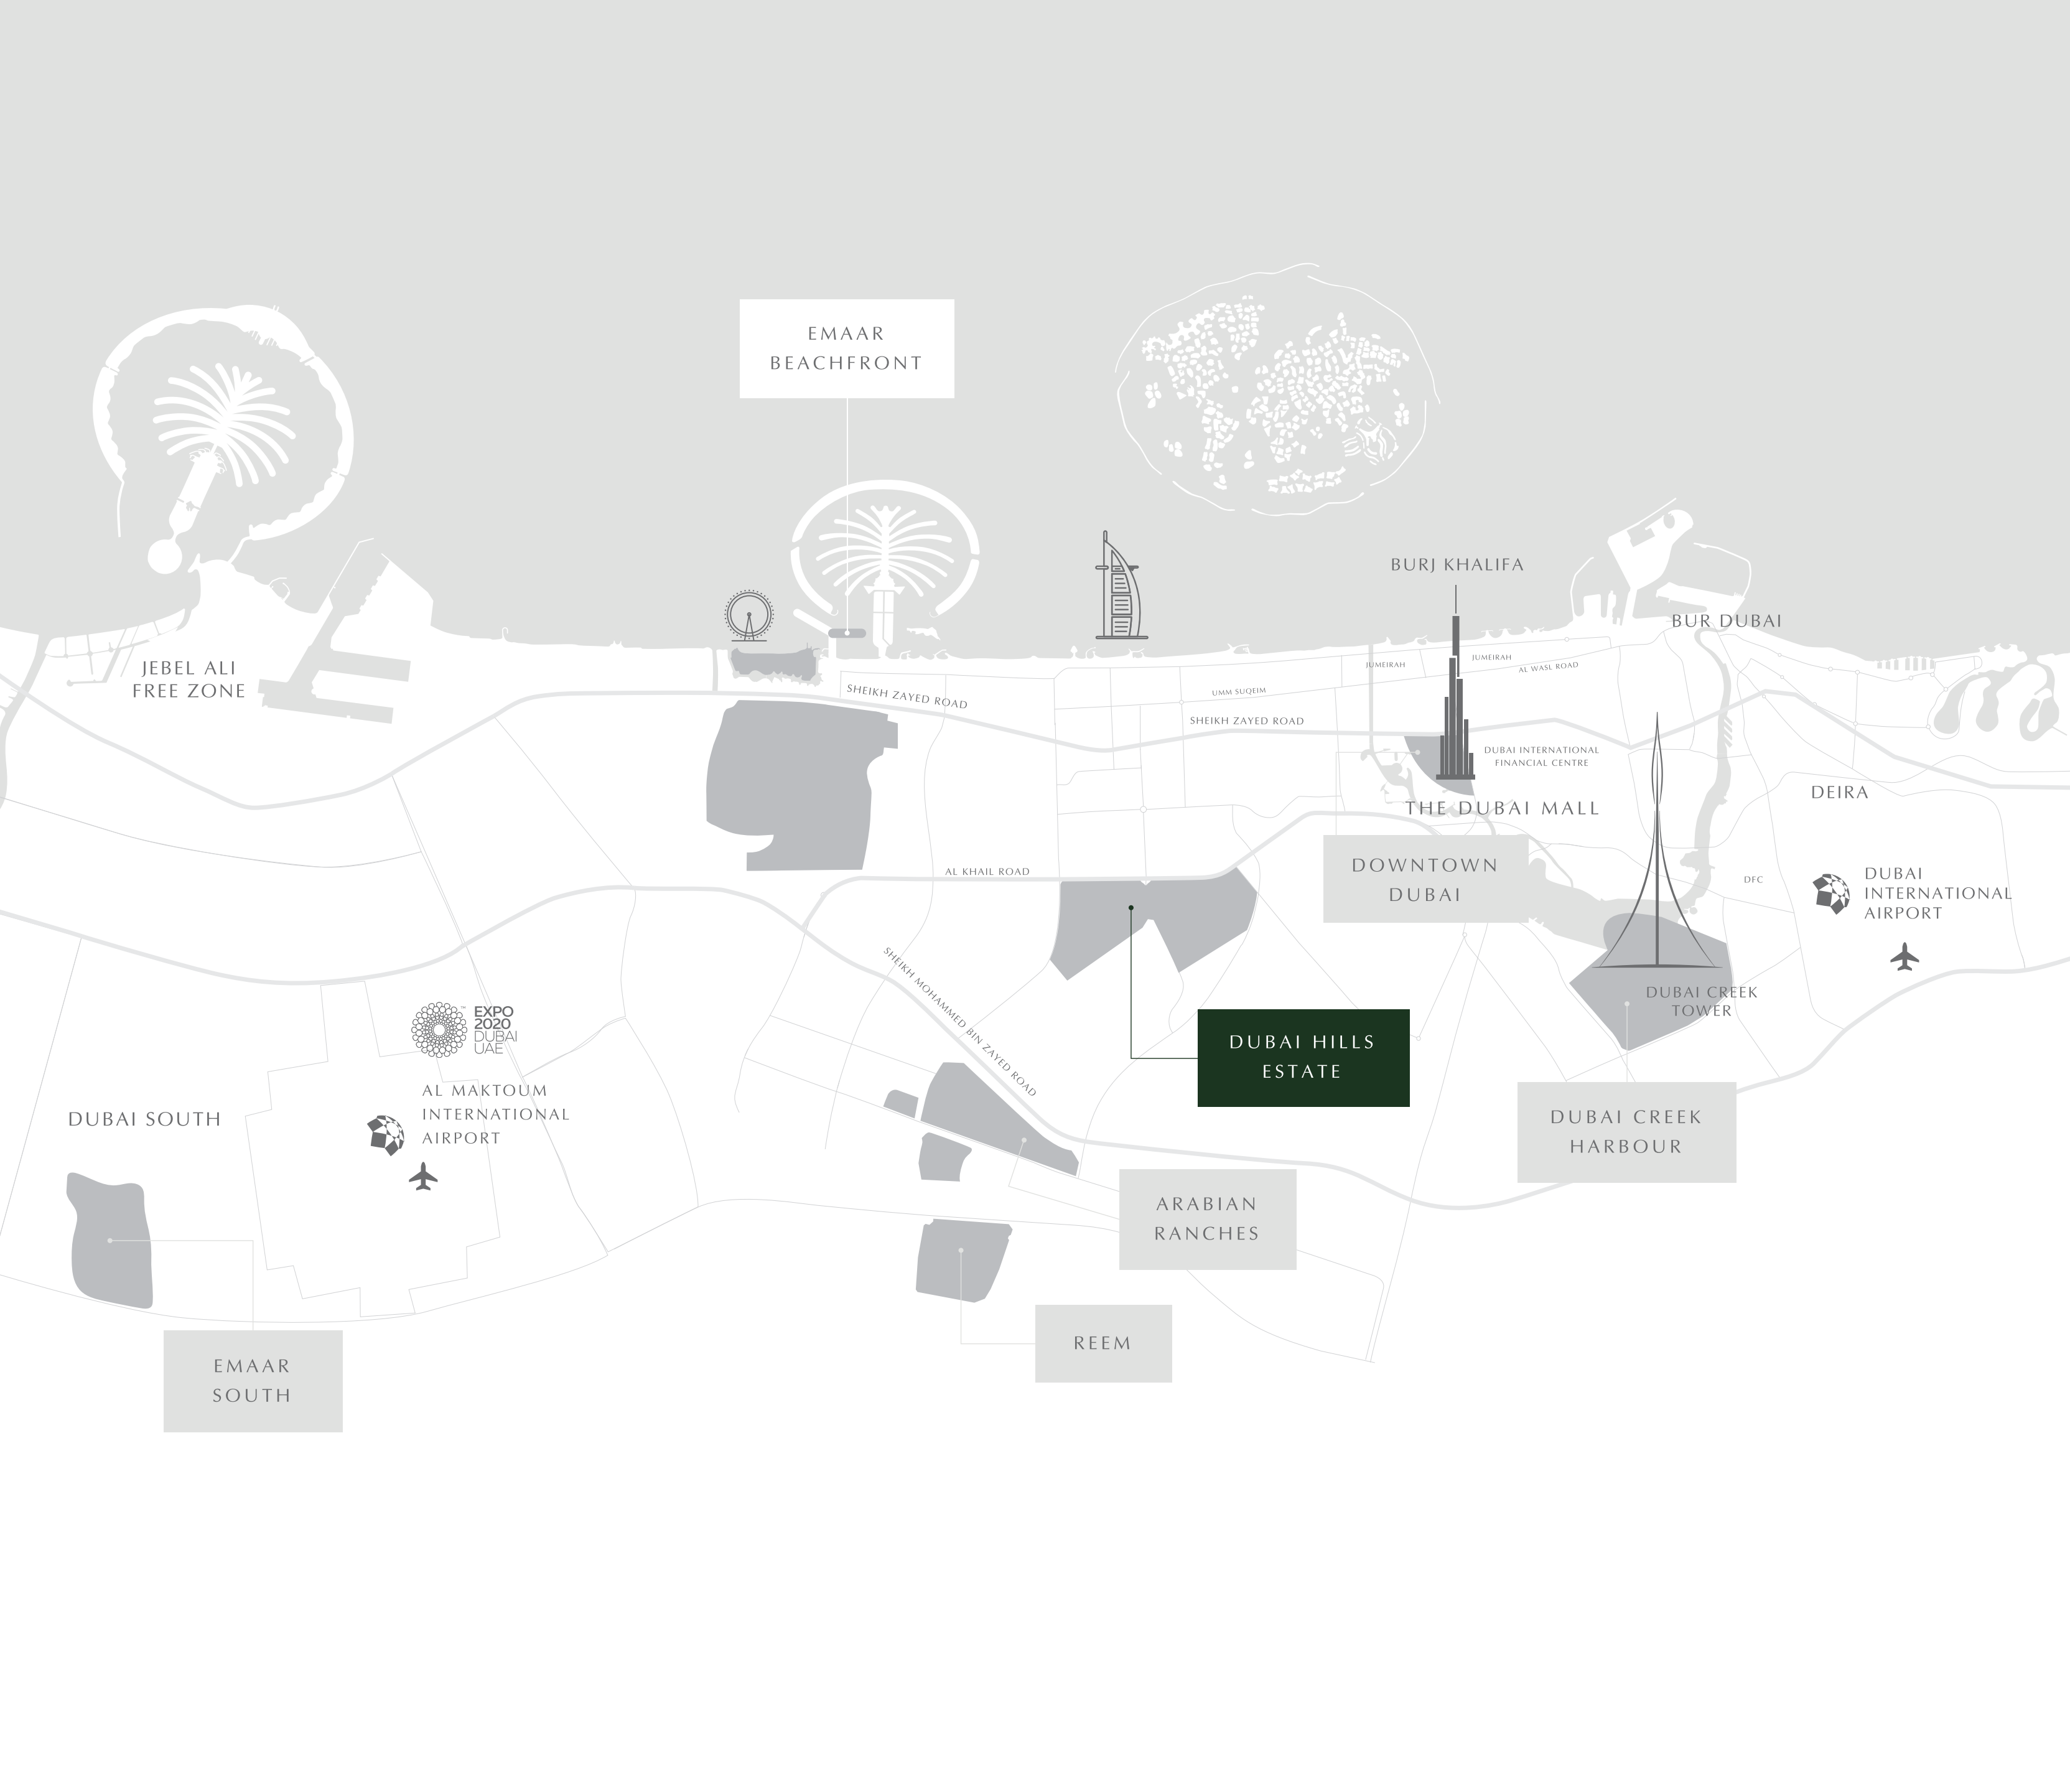 EMAAR
BEACHFRONT
BURJ KHALIFA
BUR DUBAI
JEBEL ALI
FREE ZONE
SHEIKH ZAYED ROAD
UMM SUQEIM
SHEIKH ZAYED ROAD
JUMEIRAH
JUMEIRAH
AL WASL ROAD
DUBAI INTERNATIONAL
FINANCIAL CENTRE
THE DUBAI MALL
DEIRA
DOWNTOWN
DUBAI
AL KHAIL ROAD
DFC
DUBAI
INTERNATIONAL
AIRPORT
SHEIKH MOHAMMED BIN ZAYED ROAD
DUBAI CREEK
TOWER
EXPO
2020
DUBAI
UAE
DUBAI HILLS
ESTATE
AL MAKTOUM
INTERNATIONAL
AIRPORT
DUBAI SOUTH
DUBAI CREEK
HARBOUR
ARABIAN
RANCHES
REEM
EMAAR
SOUTH